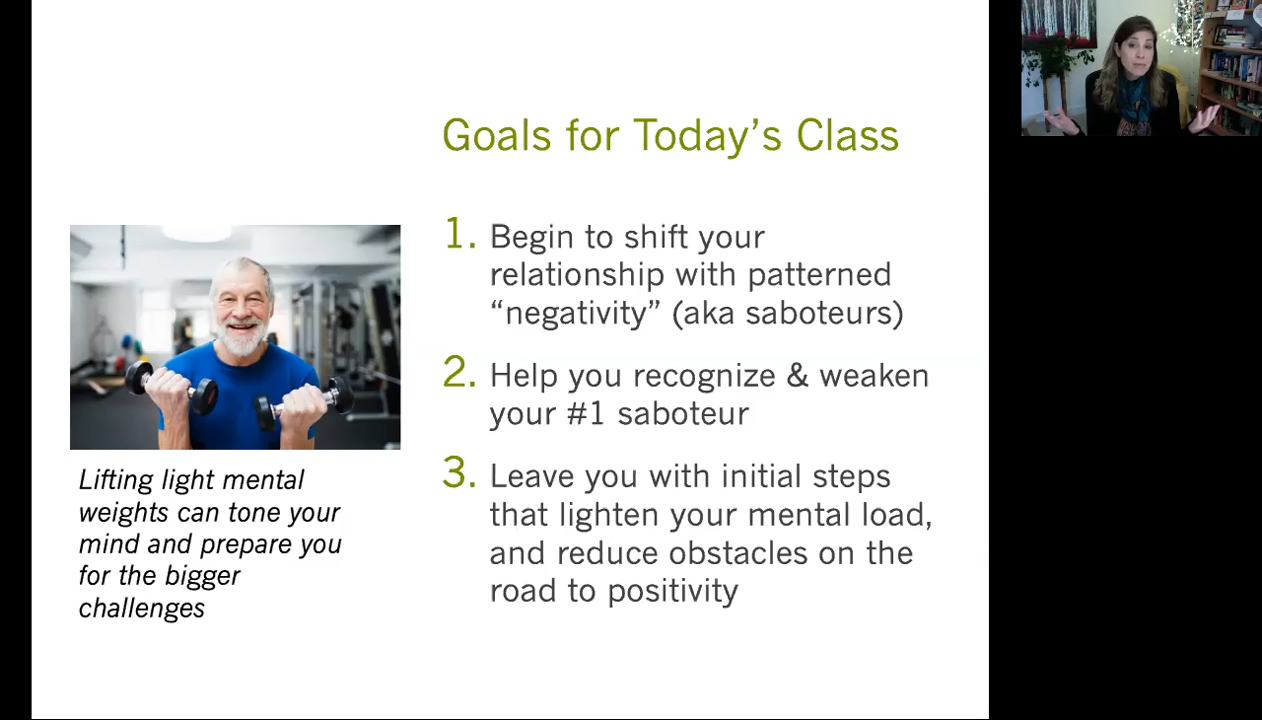 Goals for Today’s Class
1. Begin to shift your
relationship with patterned
“negativity” (aka saboteurs)
2. Help you recognize & weaken
your #1 saboteur
3. Leave you with initial steps
that lighten your mental load,
and reduce obstacles on the
road to positivity
Lifting light mental
weights can tone your
mind and prepare you
for the bigger
challenges